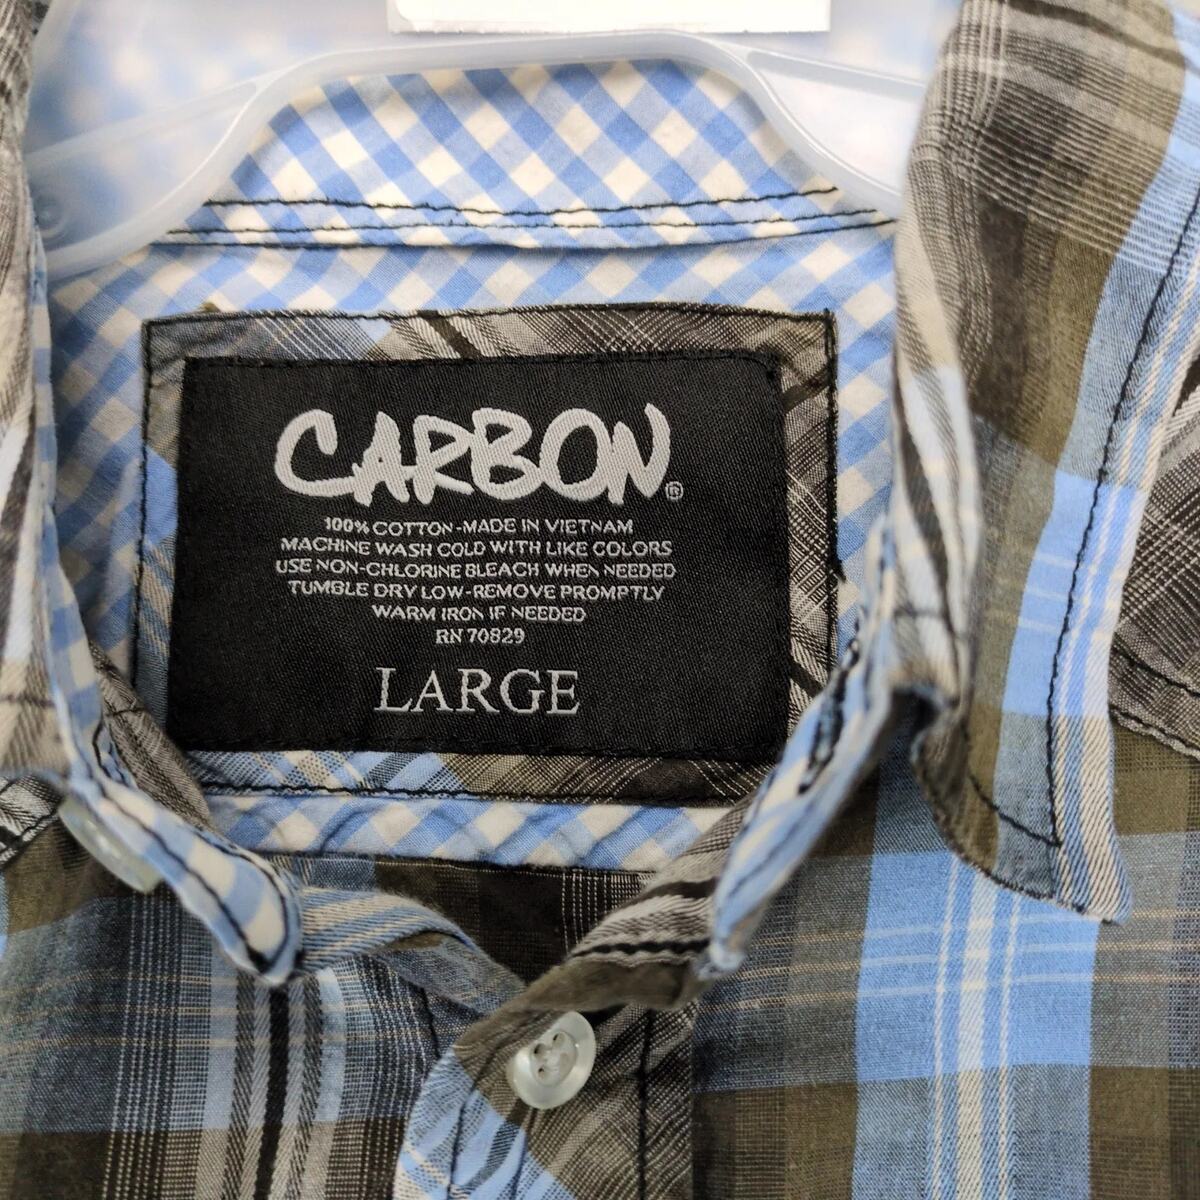 CARBON®
100% COTTON-MADE IN VIETNAM
MACHINE WASH COLD WITH LIKE COLORS
USE NON-CHLORINE BLEACH WHEN NEEDED
TUMBLE DRY LOW-REMOVE PROMPTLY
WARM IRON IF NEEDED
RN 70829
LARGE